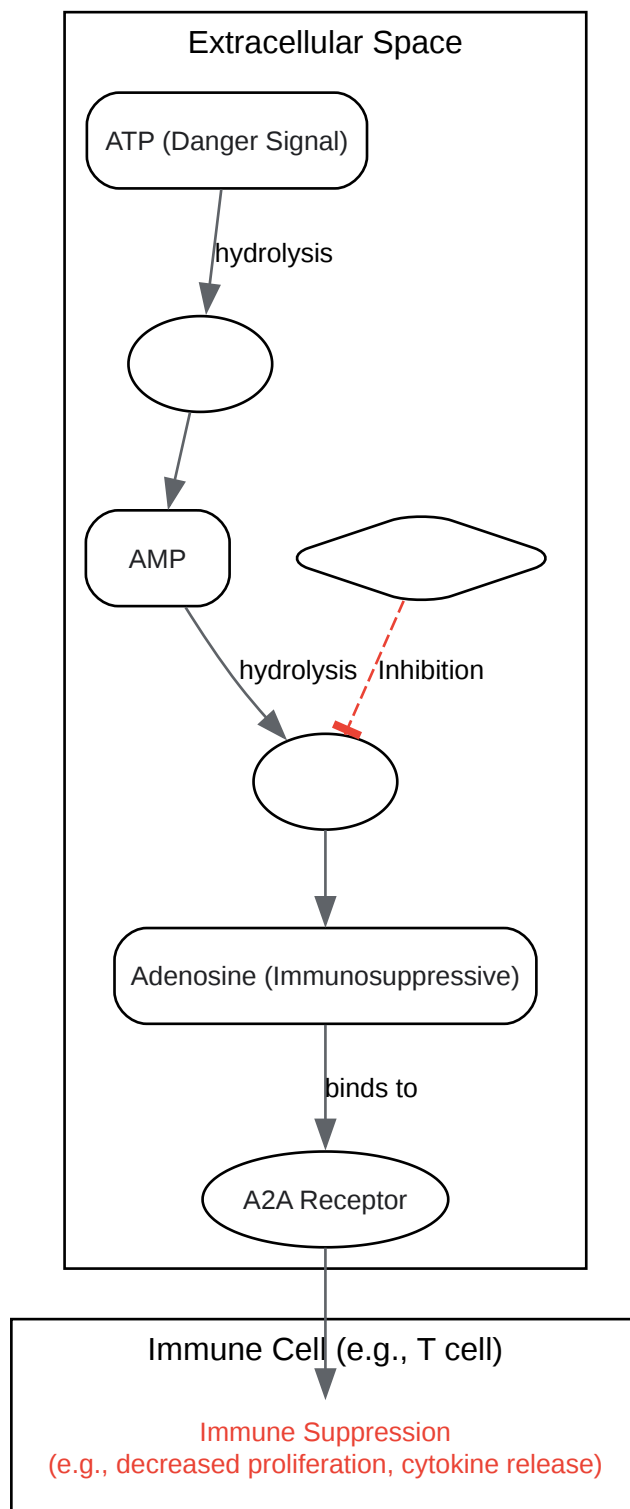 Extracellular Space
ATP (Danger Signal)
hydrolysis
AMP
hydrolysis
Inhibition
Adenosine (Immunosuppressive)
binds to
A2A Receptor
Immune Cell (e.g., T cell)
Immune Suppression
(e.g., decreased proliferation, cytokine release)